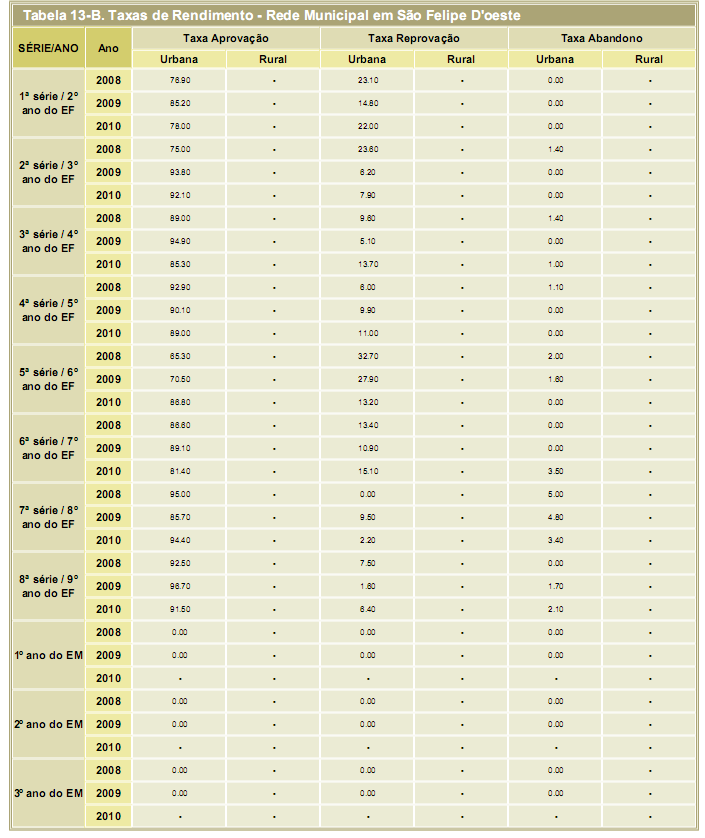 Tabela 13-B. Taxas de Rendimento - Rede Municipal em São Felipe D'oeste
SÉRIE/ANO Ano Taxa Aprovação Taxa Reprovação Taxa Abandono
Urbana Rural Urbana Rural Urbana Rural
1ª série / 2º ano do EF
2008 76.90 • 23.10 • 0.00 •
2009 85.20 • 14.80 • 0.00 •
2010 78.00 • 22.00 • 0.00 •
2ª série / 3º ano do EF
2008 75.00 • 23.60 • 1.40 •
2009 93.80 • 6.20 • 0.00 •
2010 92.10 • 7.90 • 0.00 •
3ª série / 4º ano do EF
2008 89.00 • 9.60 • 1.40 •
2009 94.90 • 5.10 • 0.00 •
2010 85.30 • 13.70 • 1.00 •
4ª série / 5º ano do EF
2008 92.90 • 6.00 • 1.10 •
2009 90.10 • 9.90 • 0.00 •
2010 89.00 • 11.00 • 0.00 •
5ª série / 6º ano do EF
2008 65.30 • 32.70 • 2.00 •
2009 70.50 • 27.90 • 1.60 •
2010 86.80 • 13.20 • 0.00 •
6ª série / 7º ano do EF
2008 86.60 • 13.40 • 0.00 •
2009 89.10 • 10.90 • 0.00 •
2010 81.40 • 15.10 • 3.50 •
7ª série / 8º ano do EF
2008 95.00 • 0.00 • 5.00 •
2009 85.70 • 9.50 • 4.80 •
2010 94.40 • 2.20 • 3.40 •
8ª série / 9º ano do EF
2008 92.50 • 7.50 • 0.00 •
2009 96.70 • 1.60 • 1.70 •
2010 91.50 • 6.40 • 2.10 •
1º ano do EM
2008 0.00 • 0.00 • 0.00 •
2009 0.00 • 0.00 • 0.00 •
2010 • • • • • •
2º ano do EM
2008 0.00 • 0.00 • 0.00 •
2009 0.00 • 0.00 • 0.00 •
2010 • • • • • •
3º ano do EM
2008 0.00 • 0.00 • 0.00 •
2009 0.00 • 0.00 • 0.00 •
2010 • • • • • •